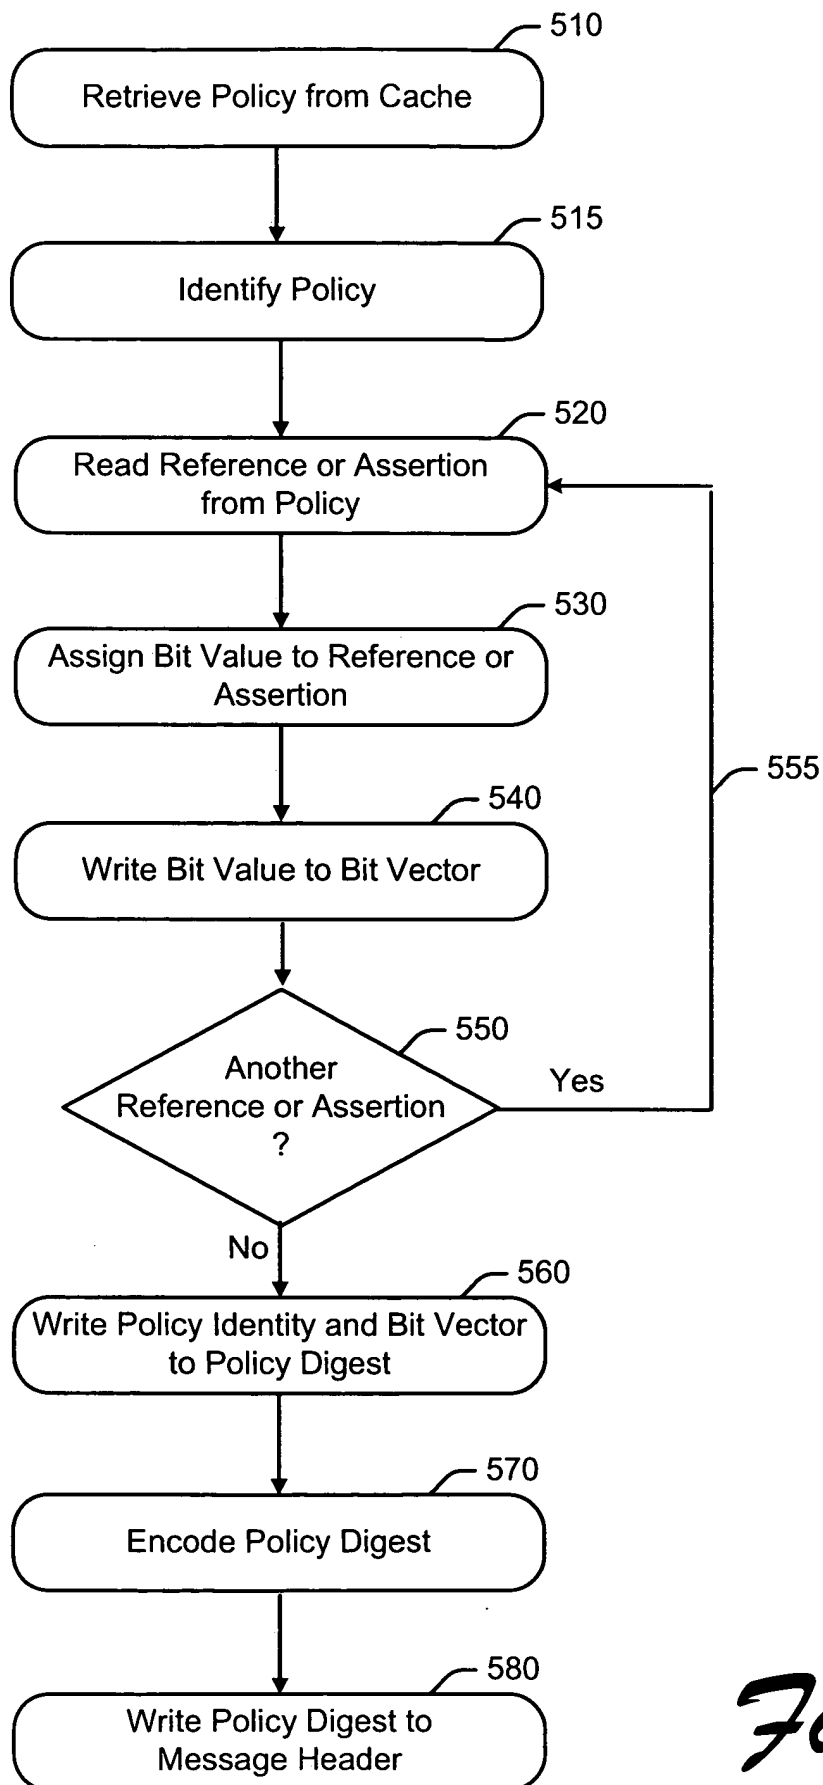 510
Retrieve Policy from Cache
515
Identify Policy
520
Read Reference or Assertion
from Policy
530
Assign Bit Value to Reference or
Assertion
555
540
Write Bit Value to Bit Vector
550
Another
Reference or Assertion
?
Yes
No
560
Write Policy Identity and Bit Vector
to Policy Digest
570
Encode Policy Digest
580
Write Policy Digest to
Message Header